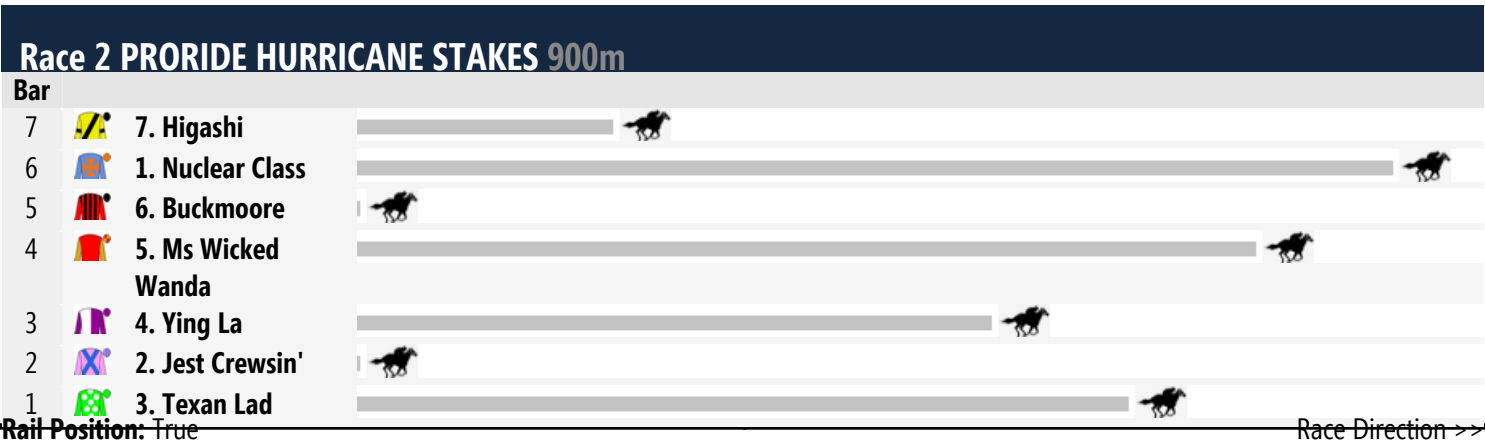 Race 2 PRORIDE HURRICANE STAKES 900m
Bar
7 7. Higashi
6 1. Nuclear Class
5 6. Buckmoore
4 5. Ms Wicked
Wanda
3 4. Ying La
2 2. Jest Crewsin'
1 3. Texan Lad
Rail Position: True Race Direction >>